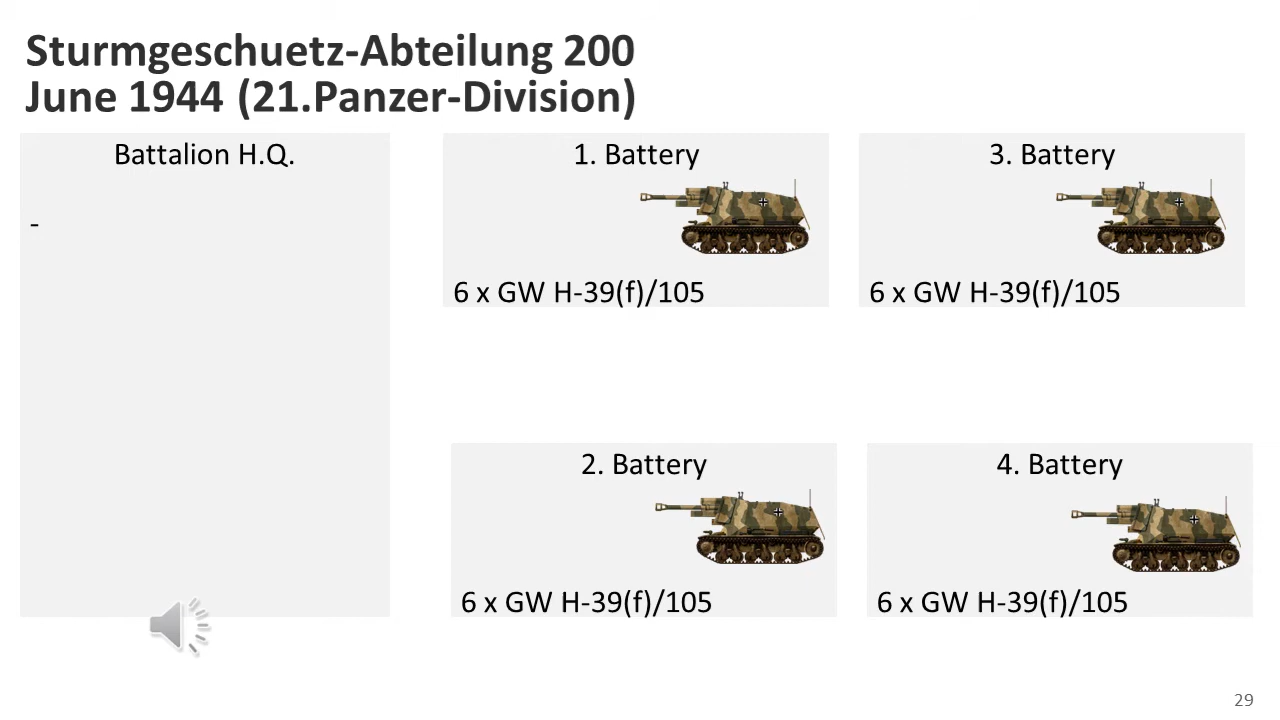 Sturmgeschuetz-Abteilung 200
June 1944 (21.Panzer-Division)
Battalion H.Q.
-
1. Battery
6 x GW H-39(f)/105
3. Battery
6 x GW H-39(f)/105
2. Battery
6 x GW H-39(f)/105
4. Battery
6 x GW H-39(f)/105
29